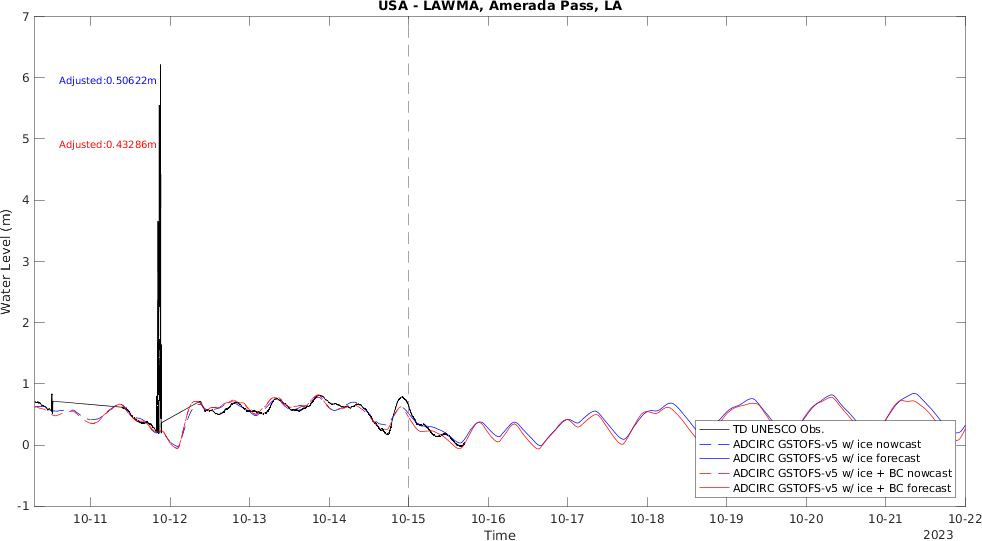 USA - LAWMA, Amerada Pass, LA
7
6
5
4
3
2
1
0
-1
Water Level (m)
Adjusted:0.50622m
Adjusted:0.43286m
TD UNESCO Obs.
ADCIRC GSTOFS-v5 w/ ice nowcast
ADCIRC GSTOFS-v5 w/ ice forecast
ADCIRC GSTOFS-v5 w/ ice + BC nowcast
ADCIRC GSTOFS-v5 w/ ice + BC forecast
10-11 10-12 10-13 10-14 10-15 10-16 10-17 10-18 10-19 10-20 10-21 10-22
Time
2023